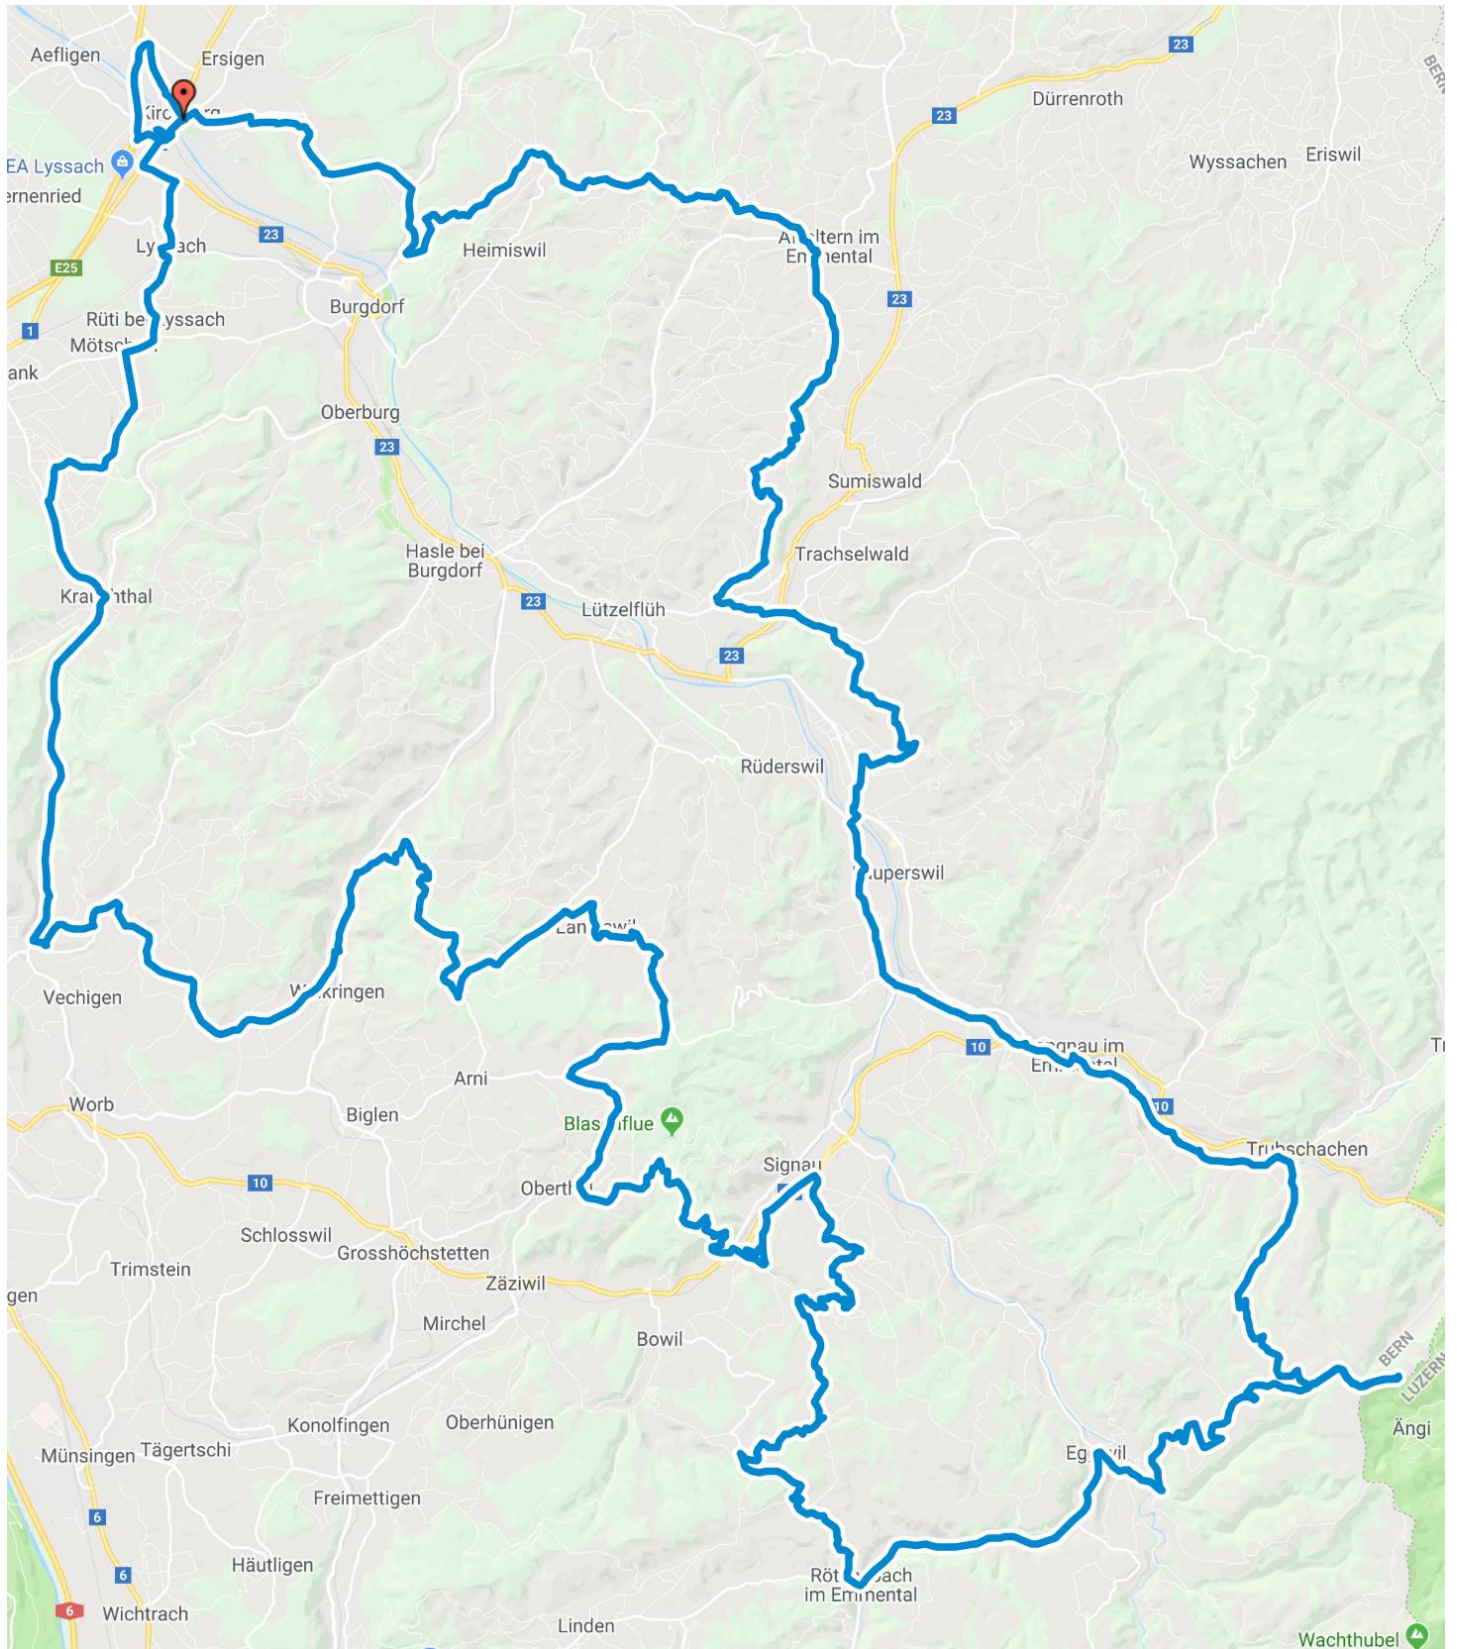 Aefligen
Ersigen
23
BERN
Dürrenroth
23
EA Lyssach
Wyssachen
Eriswil
ernenried
23
Heimiswil
E25
Burgdorf
23
1
ank
Oberburg
23
Sumiswald
Hasle bei
Burgdorf
Trachselwald
23
Lützelflüh
23
Rüderswil
Vechigen
10
Arni
Worb
Biglen
10
Signau
Trubschachen
10
Schlosswil
Grosshöchstetten
Trimstein
Zäziwil
gen
Mirchel
Bowil
BERN
LUZERN
Konolfingen
Oberhünigen
Ängi
Münsingen
Tägertschi
Freimettigen
6
Häutligen
6
im Emmental
6
Wichtrach
Linden
Wachthubel